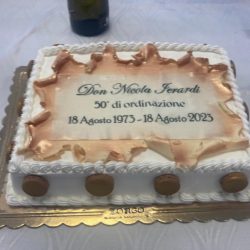 Don Nicola Ierardi
50° di ordinazione
18 Agosto 1973 - 18 Agosto 2023